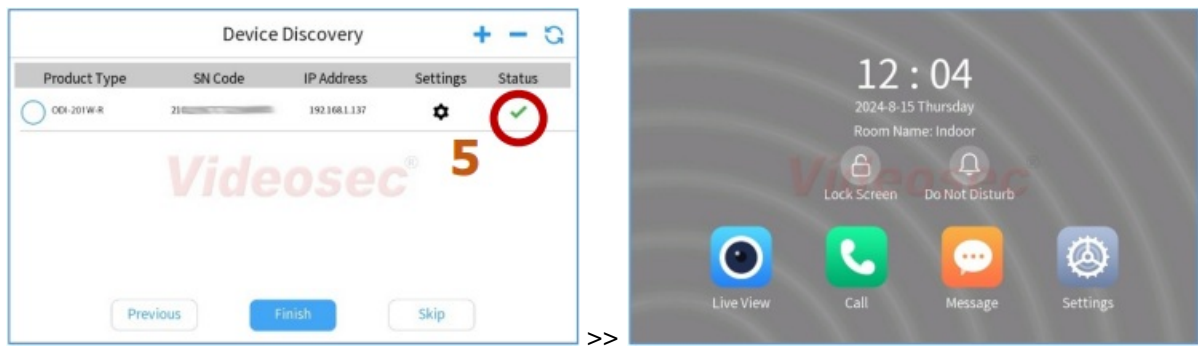 Device Discovery
Product Type SN Code IP Address Settings Status
ODI-201W-R 21 192.168.1.137
5
Videosec®
Previous Finish Skip
>>
12 : 04
2024-8-15 Thursday
Room Name: Indoor
Lock Screen Do Not Disturb
Videosec®
Live View Call Message Settings